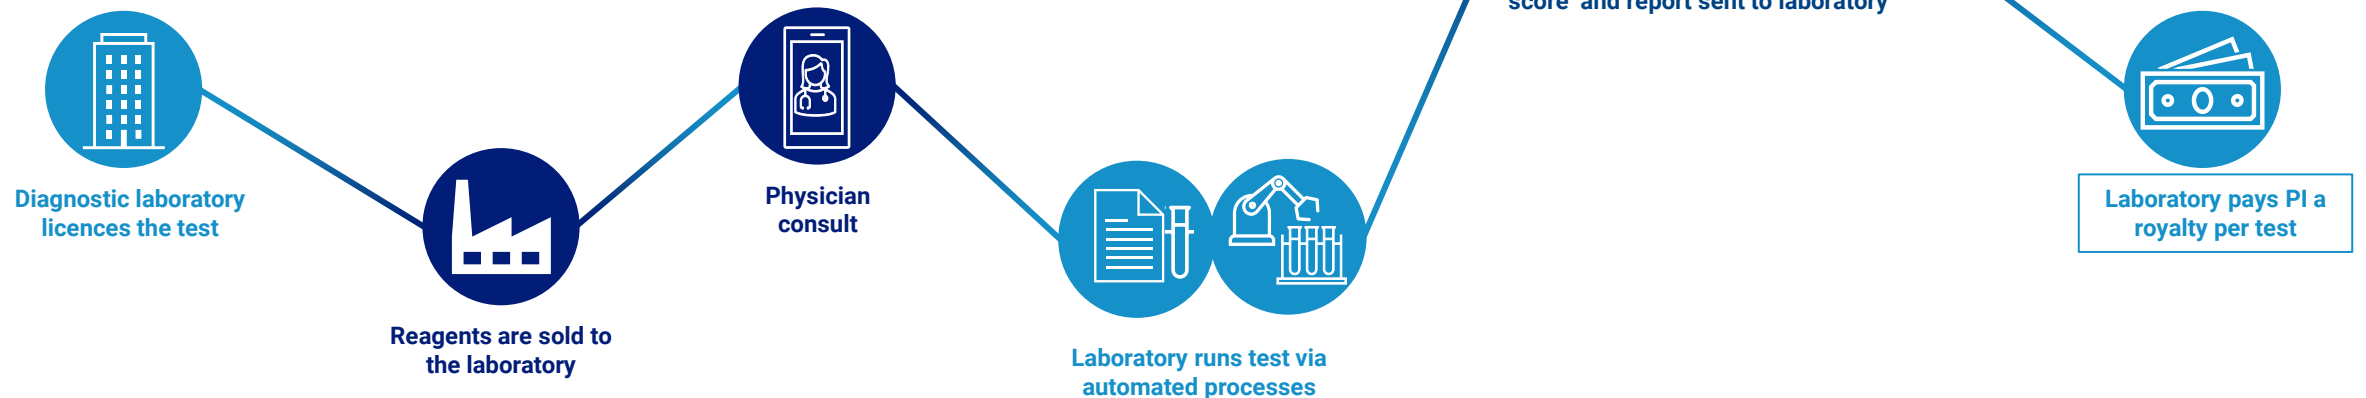 score  and report sent to laboratory
Diagnostic laboratory
licences the test
Reagents are sold to
the laboratory
Physician
consult
Laboratory runs test via
automated processes
Laboratory pays PI a
royalty per test